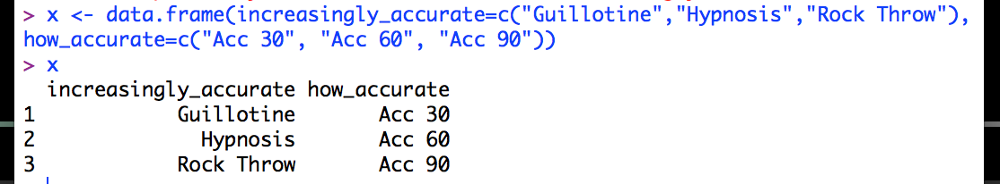 > x <- data.frame(increasingly_accurate=c("Guillotine","Hypnosis","Rock Throw"),
how_accurate=c("Acc 30", "Acc 60", "Acc 90"))
> x
  increasingly_accurate how_accurate
1            Guillotine       Acc 30
2              Hypnosis       Acc 60
3            Rock Throw       Acc 90